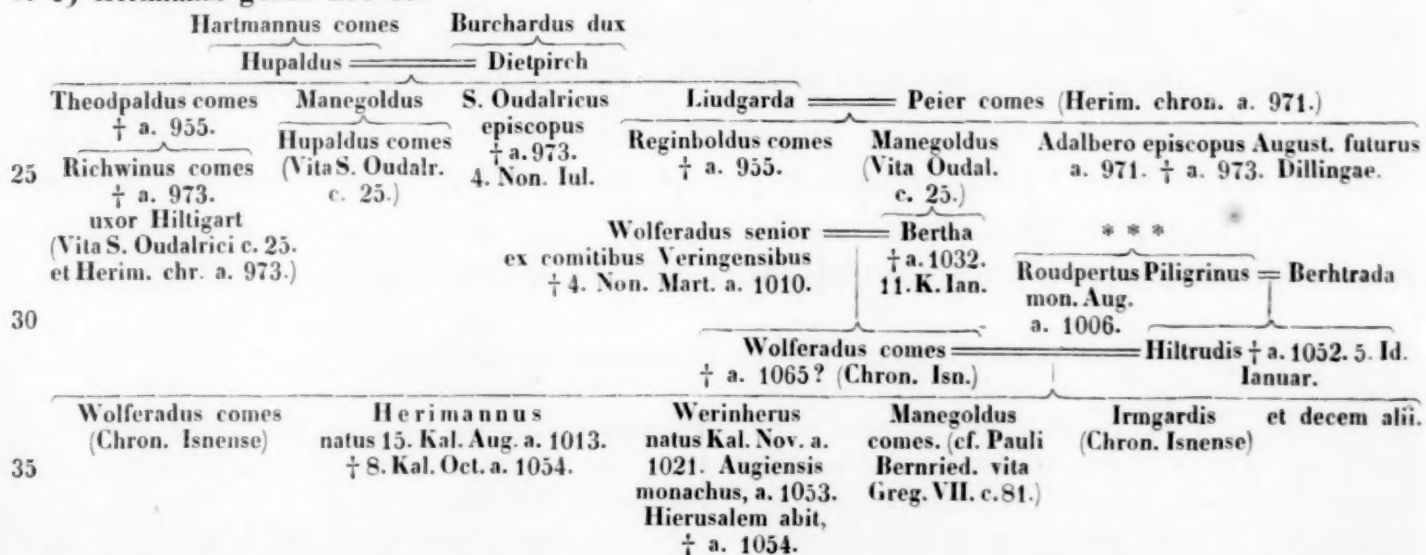 Hartmannus comes Burchardus dux
Hupaldus Dietpirch
Theodpaldus comes Manegoldus S. Oudalricus Liudgarda Peier comes (Herim. chron. a. 971.)
† a. 955. Hupaldus comes episcopus Reginboldus comes Manegoldus Adalbero episcopus August. futurus
25 Richwinus comes (Vita S. Oudalr. † a. 973. † a. 955. (Vita Oudal. a. 971. † a. 973. Dillingae.
† a. 973. c. 25.) 4. Non. Iul. c. 25.)
uxor Hiltigart Wolferadus senior Bertha * * *
(Vita S. Oudalrici c. 25. ex comitibus Veringensibus † a. 1032. Roudpertus Piligrinus = Berhtrada
et Herim. chr. a. 973.) † 4. Non. Mart. a. 1010. 11. K. Ian. mon. Aug.
30 a. 1006.
Wolferadus comes Hiltrudis † a. 1052. 5. Id.
† a. 1065? (Chron. Isn.) Ianuar.
Wolferadus comes Herimannus Werinherus Manegoldus Irmgardis et decem alii.
(Chron. Isnense) natus 15. Kal. Aug. a. 1013. natus Kal. Nov. a. comes. (cf. Pauli (Chron. Isnense)
35 † 8. Kal. Oct. a. 1054. 1021. Augiensis Bernried. vita
monachus, a. 1053. Greg. VII. c. 81.)
Hierusalem abit,
† a. 1054.